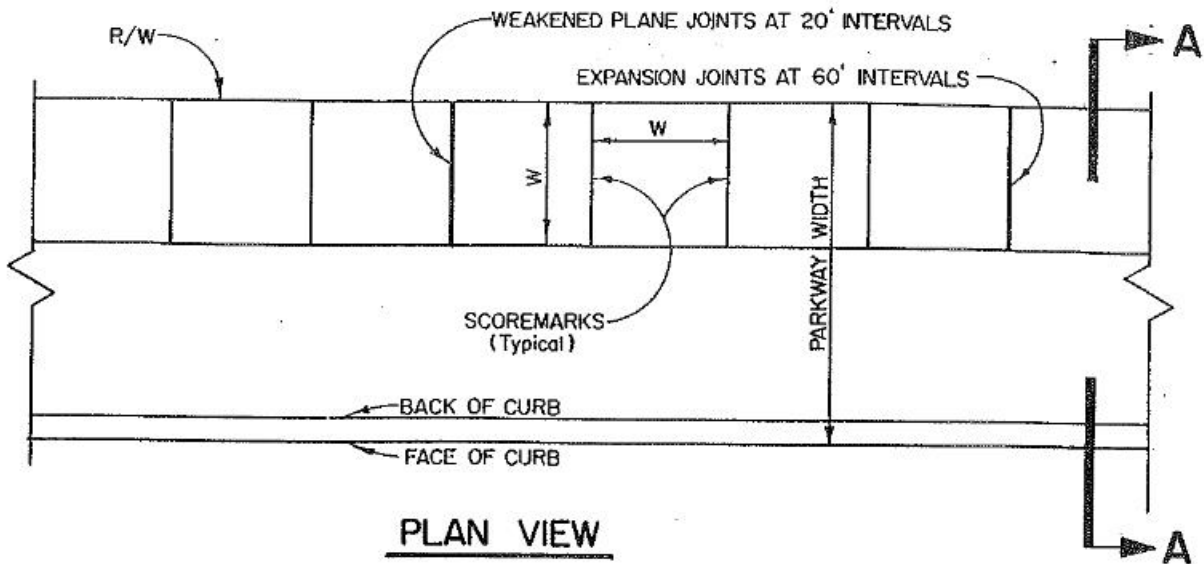 WEAKENED PLANE JOINTS AT 20' INTERVALS
A
R/W
EXPANSION JOINTS AT 60' INTERVALS
W
W
PARKWAY WIDTH
SCOREMARKS
(Typical)
BACK OF CURB
FACE OF CURB
PLAN VIEW
A